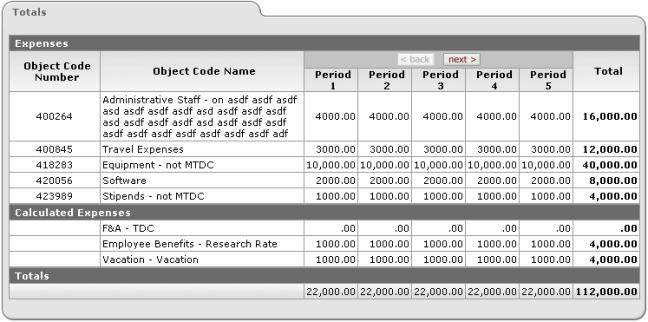 Totals
Expenses
Object Code Number Object Code Name < back next > Total
Period 1 Period 2 Period 3 Period 4 Period 5
400264 Administrative Staff - on asdf asdf asdf 4000.00 4000.00 4000.00 4000.00 4000.00 16,000.00
asd asdf asdf asdf asd asdf asdf asdf
asd asdf asdf asdf asd asdf asdf asdf
asdf asdf asdf asdf asdf asdf asdf adf
400845 Travel Expenses 3000.00 3000.00 3000.00 3000.00 3000.00 12,000.00
418283 Equipment - not MTDC 10,000.00 10,000.00 10,000.00 10,000.00 10,000.00 40,000.00
420056 Software 2000.00 2000.00 2000.00 2000.00 2000.00 8,000.00
423989 Stipends - not MTDC 1000.00 1000.00 1000.00 1000.00 1000.00 4,000.00
Calculated Expenses
F&A - TDC .00 .00 .00 .00 .00 .00
Employee Benefits - Research Rate 1000.00 1000.00 1000.00 1000.00 1000.00 4,000.00
Vacation - Vacation 1000.00 1000.00 1000.00 1000.00 1000.00 4,000.00
Totals
22,000.00 22,000.00 22,000.00 22,000.00 22,000.00 112,000.00